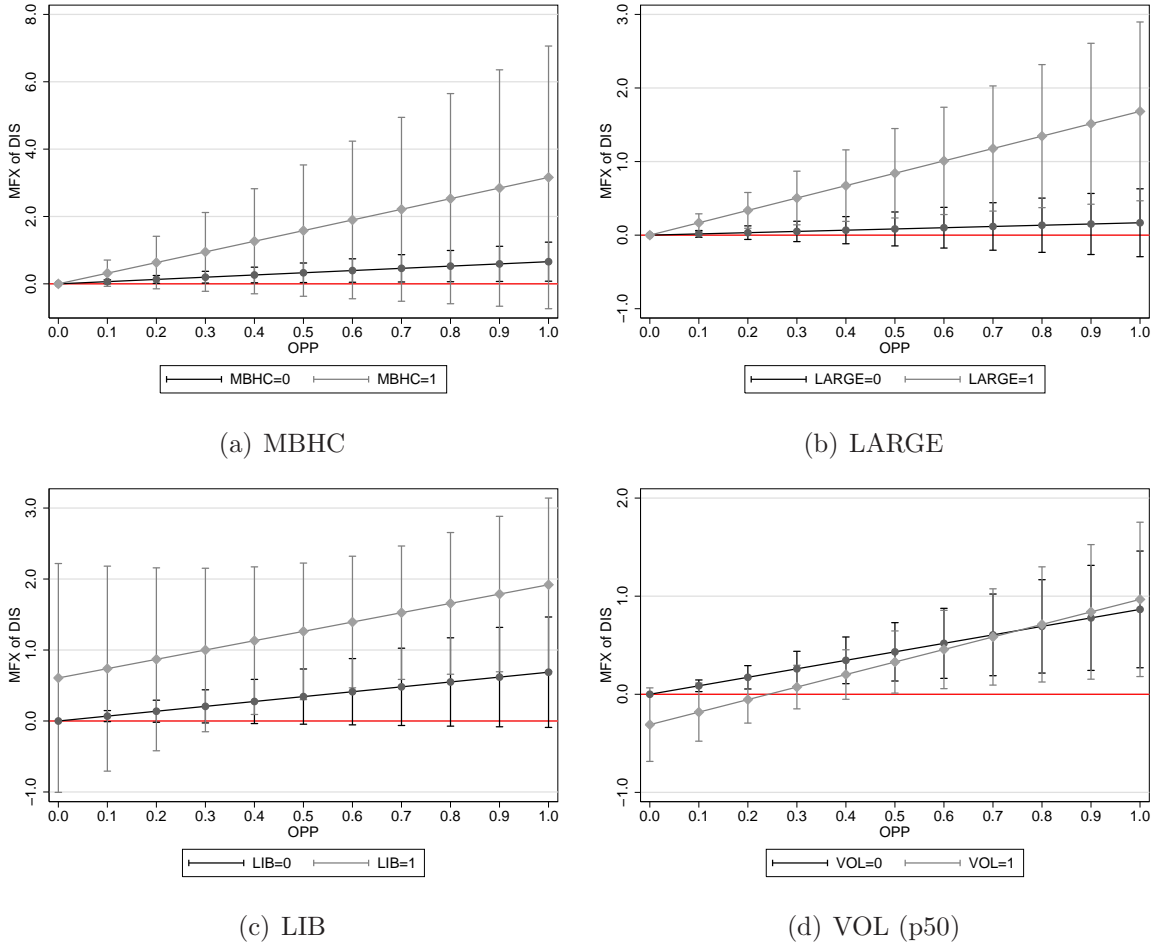 8.0
6.0
4.0
2.0
0.0
MFX of DIS
0.0 0.1 0.2 0.3 0.4 0.5 0.6 0.7 0.8 0.9 1.0
OPP
MBHC=0 MBHC=1
(a) MBHC
3.0
2.0
1.0
0.0
−1.0
MFX of DIS
0.0 0.1 0.2 0.3 0.4 0.5 0.6 0.7 0.8 0.9 1.0
OPP
LARGE=0 LARGE=1
(b) LARGE
3.0
2.0
1.0
0.0
−1.0
MFX of DIS
0.0 0.1 0.2 0.3 0.4 0.5 0.6 0.7 0.8 0.9 1.0
OPP
LIB=0 LIB=1
(c) LIB
2.0
1.0
0.0
−1.0
MFX of DIS
0.0 0.1 0.2 0.3 0.4 0.5 0.6 0.7 0.8 0.9 1.0
OPP
VOL=0 VOL=1
(d) VOL (p50)